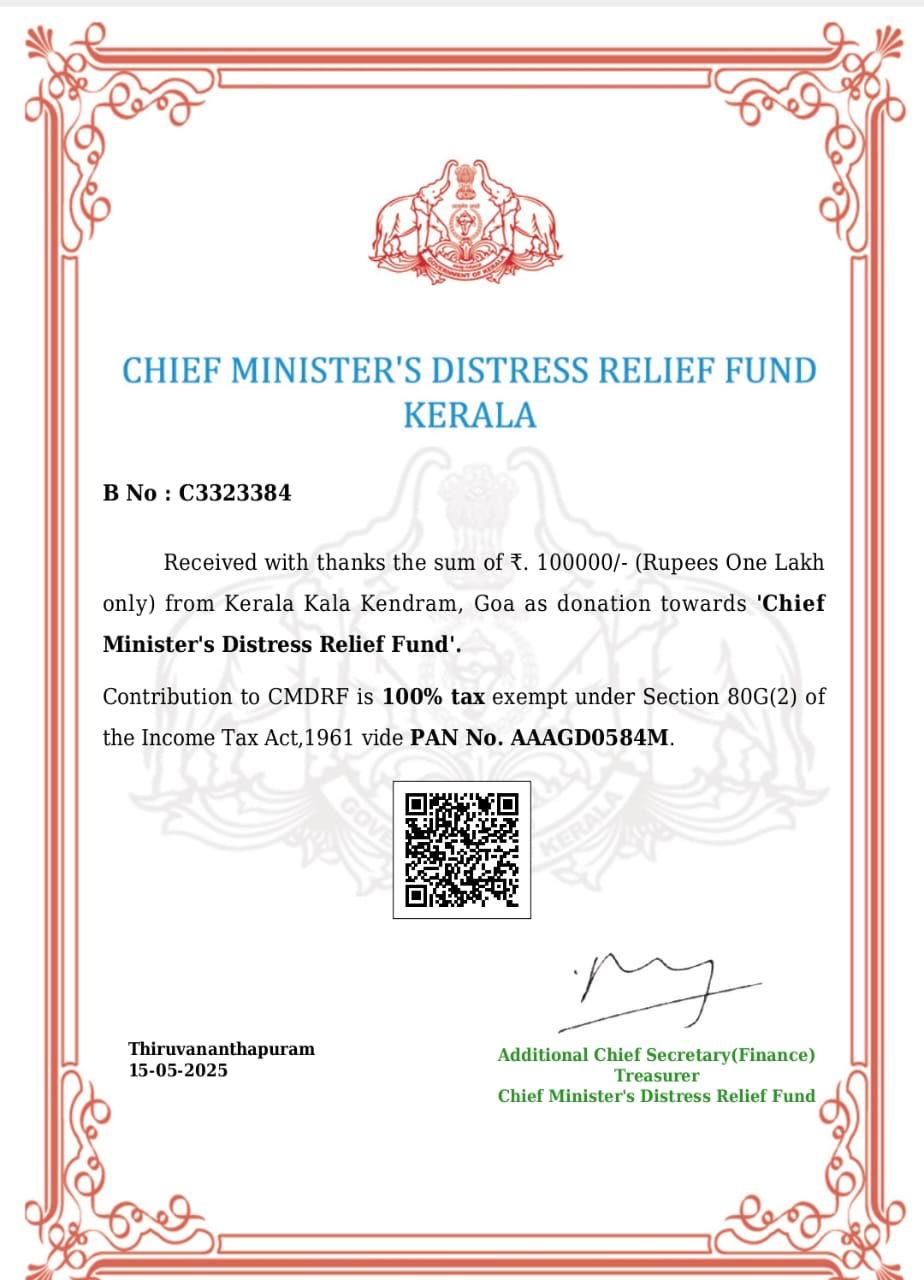 GOVERNMENT OF KERALA
CHIEF MINISTER'S DISTRESS RELIEF FUND
KERALA
B No : C3323384
Received with thanks the sum of ₹. 100000/- (Rupees One Lakh
only) from Kerala Kala Kendram, Goa as donation towards 'Chief
Minister's Distress Relief Fund'.
Contribution to CMDRF is 100% tax exempt under Section 80G(2) of
the Income Tax Act,1961 vide PAN No. AAAGD0584M.
Thiruvananthapuram
15-05-2025
Additional Chief Secretary(Finance)
Treasurer
Chief Minister's Distress Relief Fund